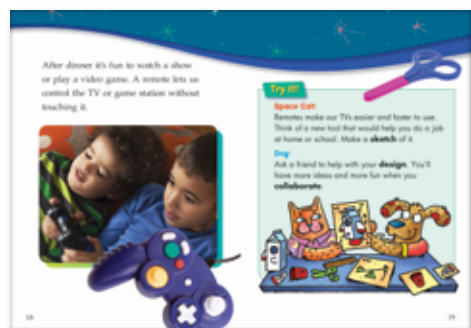 After dinner it's fun to watch a show
or play a video game. A remote lets us
control the TV or game station without
touching it.
Try it!
Space Cat:
Remotes make our TVs easier and faster to use.
Think of a new tool that would help you do a job
at home or school. Make a sketch of it.
Dog:
Ask a friend to help with your design. You'll
have more ideas and more fun when you
collaborate.
18
19